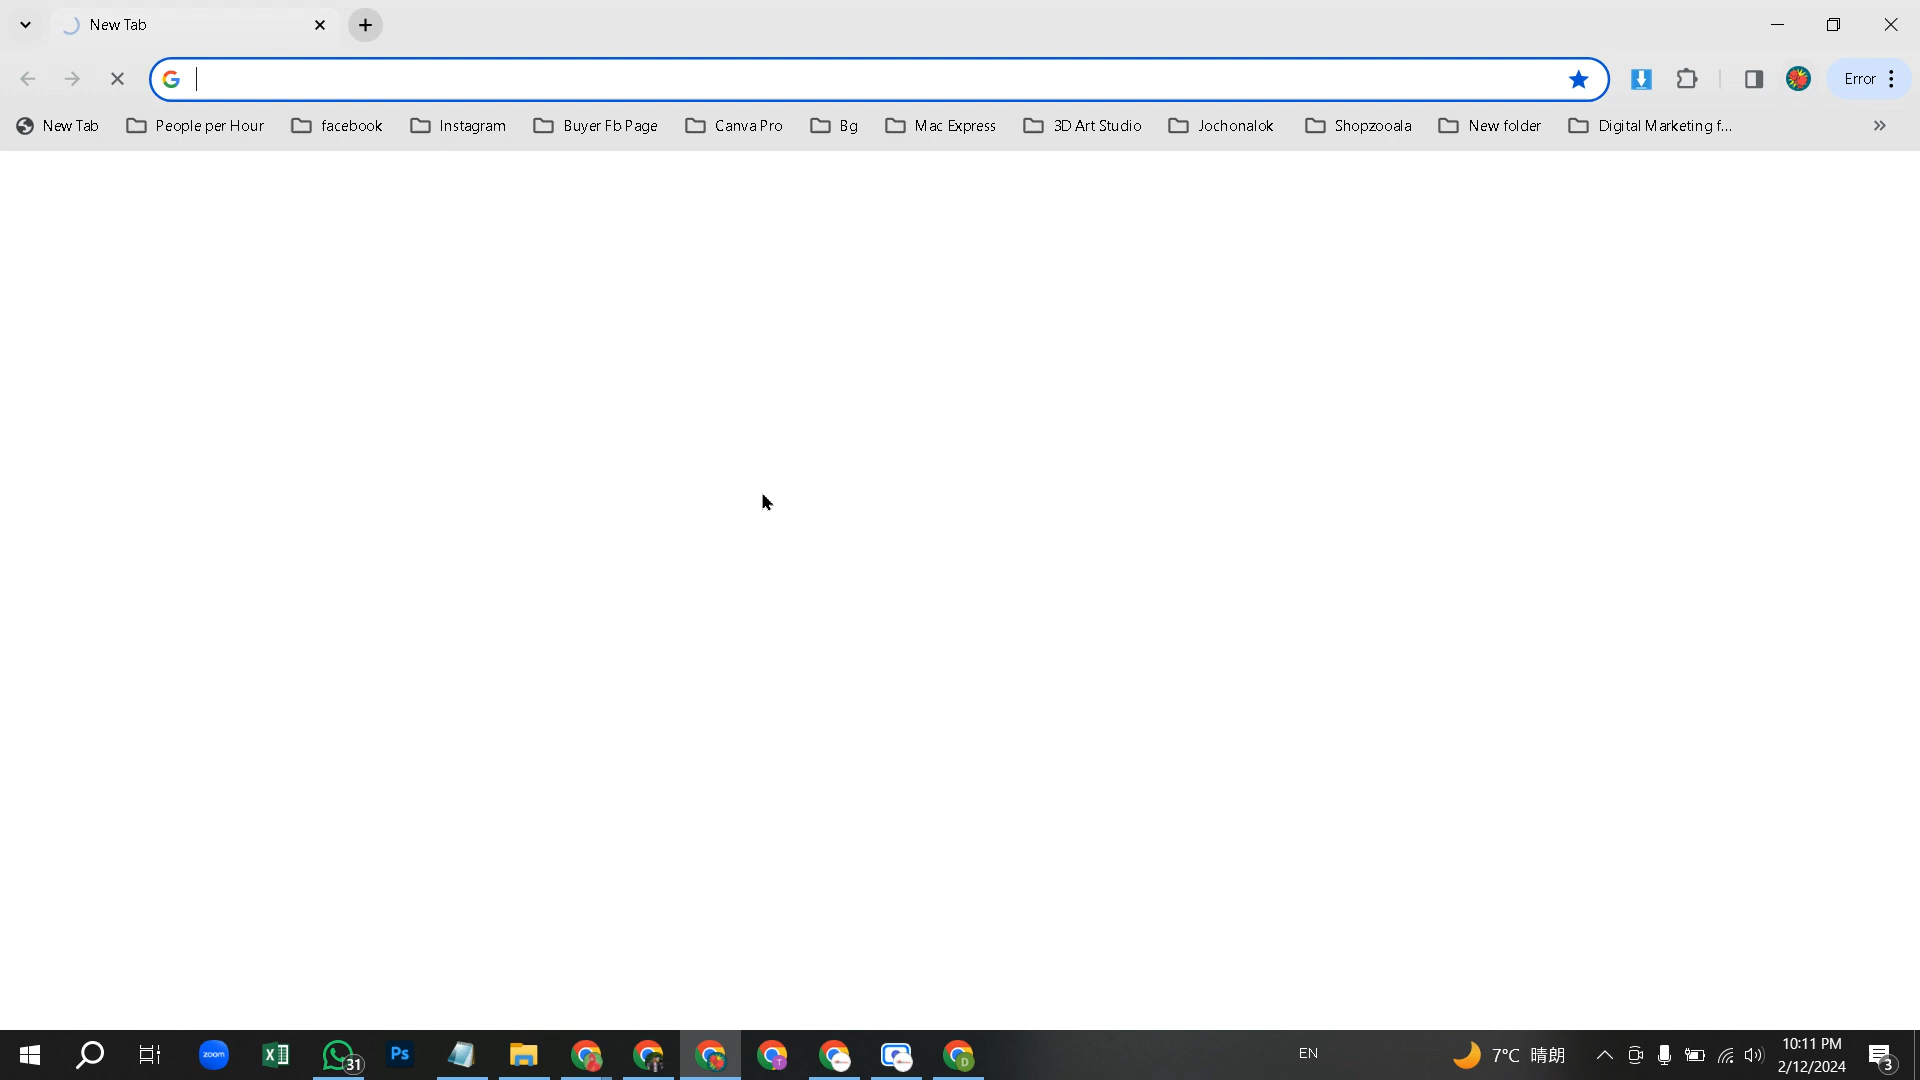 New Tab
Error
New Tab People per Hour facebook Instagram Buyer Fb Page Canva Pro Bg Mac Express 3D Art Studio Jochonalok Shopzooala New folder Digital Marketing f...
zoom
31
Ps
T
D
EN
7°C 晴朗
10:11 PM
2/12/2024
3